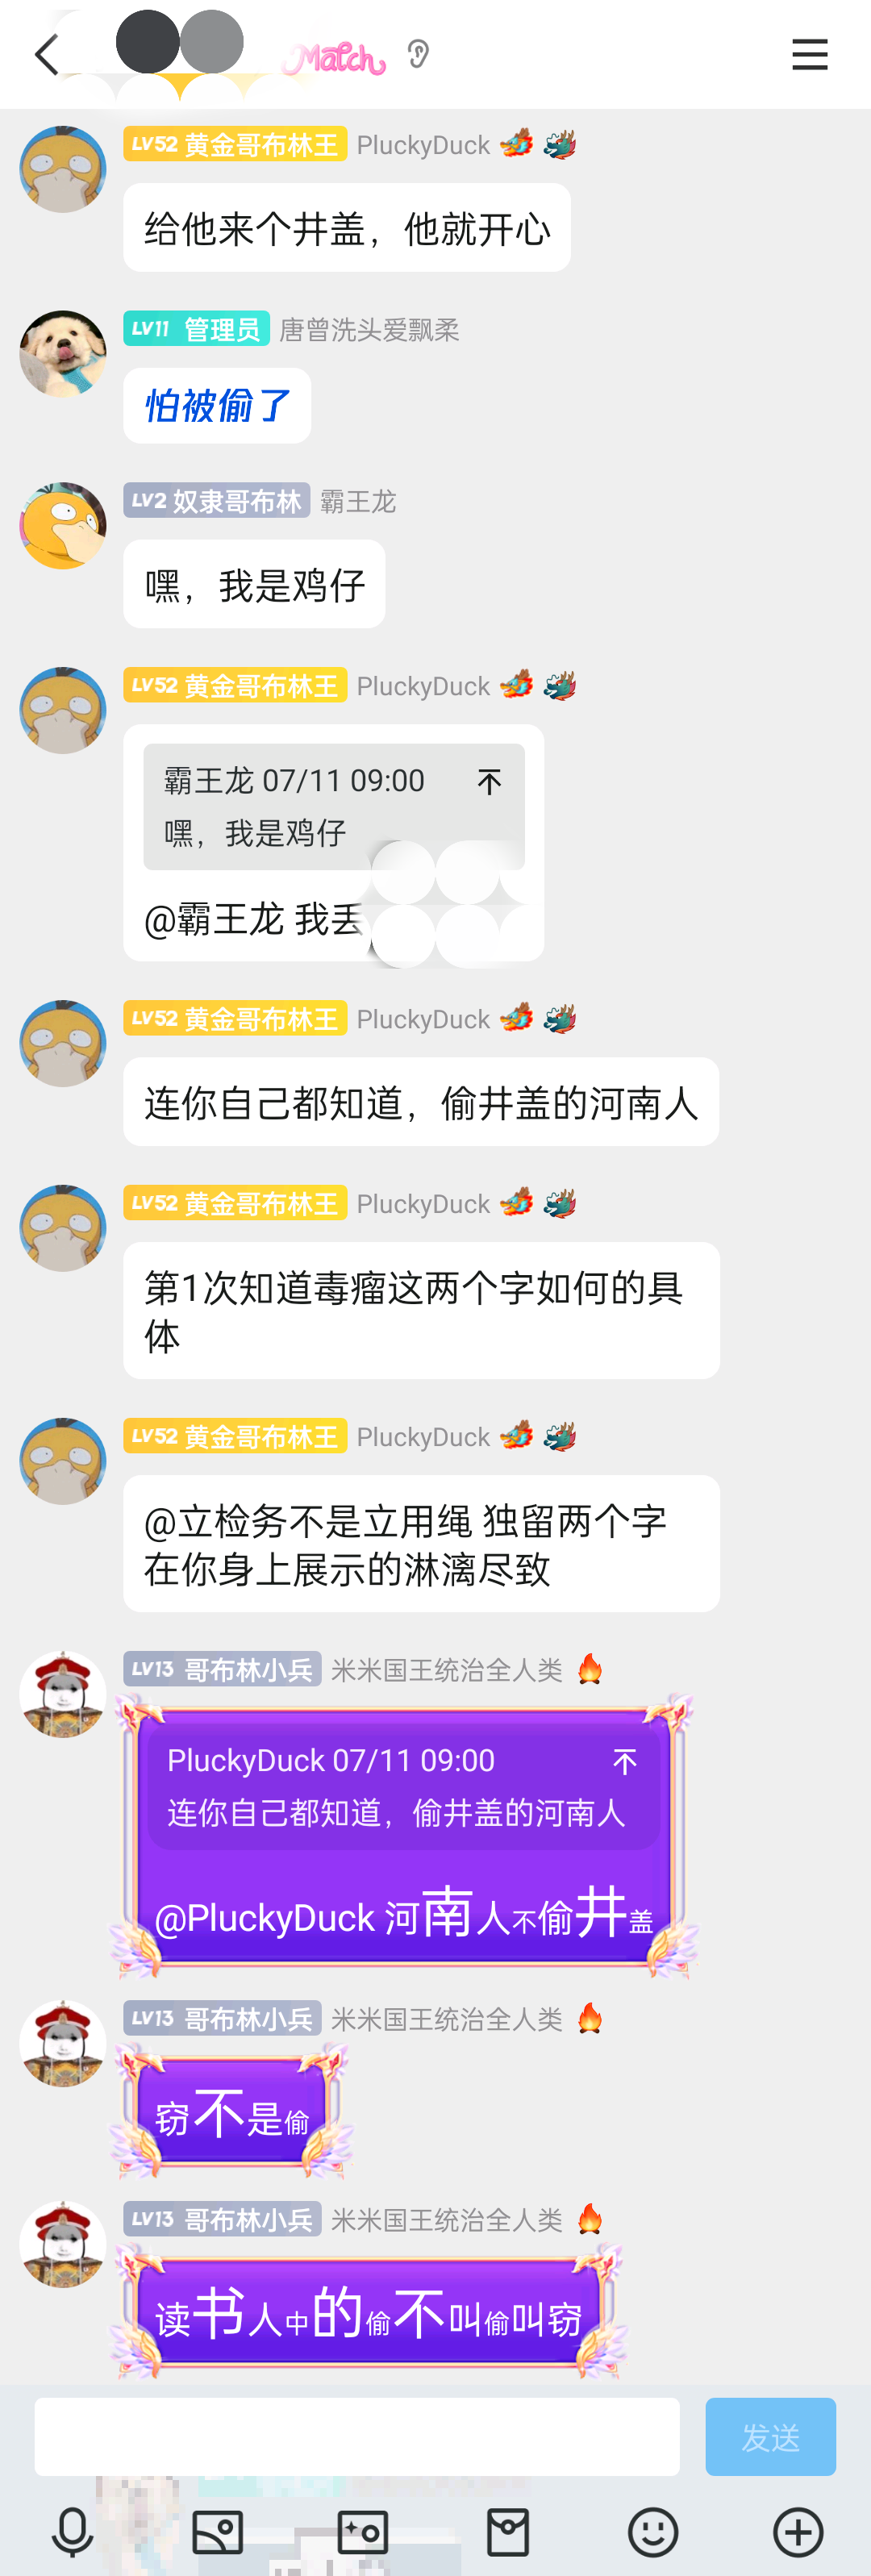 Match
LV52 黄金哥布林王 PluckyDuck
给他来个井盖，他就开心
LV11 管理员 唐曾洗头爱飘柔
怕被偷了
LV2 奴隶哥布林 霸王龙
嘿，我是鸡仔
LV52 黄金哥布林王 PluckyDuck
霸王龙 07/11 09:00
嘿，我是鸡仔
@霸王龙 我丢
LV52 黄金哥布林王 PluckyDuck
连你自己都知道，偷井盖的河南人
LV52 黄金哥布林王 PluckyDuck
第1次知道毒瘤这两个字如何的具
体
LV52 黄金哥布林王 PluckyDuck
@立检务不是立用绳 独留两个字
在你身上展示的淋漓尽致
LV13 哥布林小兵 米米国王统治全人类
PluckyDuck 07/11 09:00
连你自己都知道，偷井盖的河南人
@PluckyDuck 河南人不偷井盖
LV13 哥布林小兵 米米国王统治全人类
窃不是偷
LV13 哥布林小兵 米米国王统治全人类
读书人中的偷不叫偷叫窃
发送